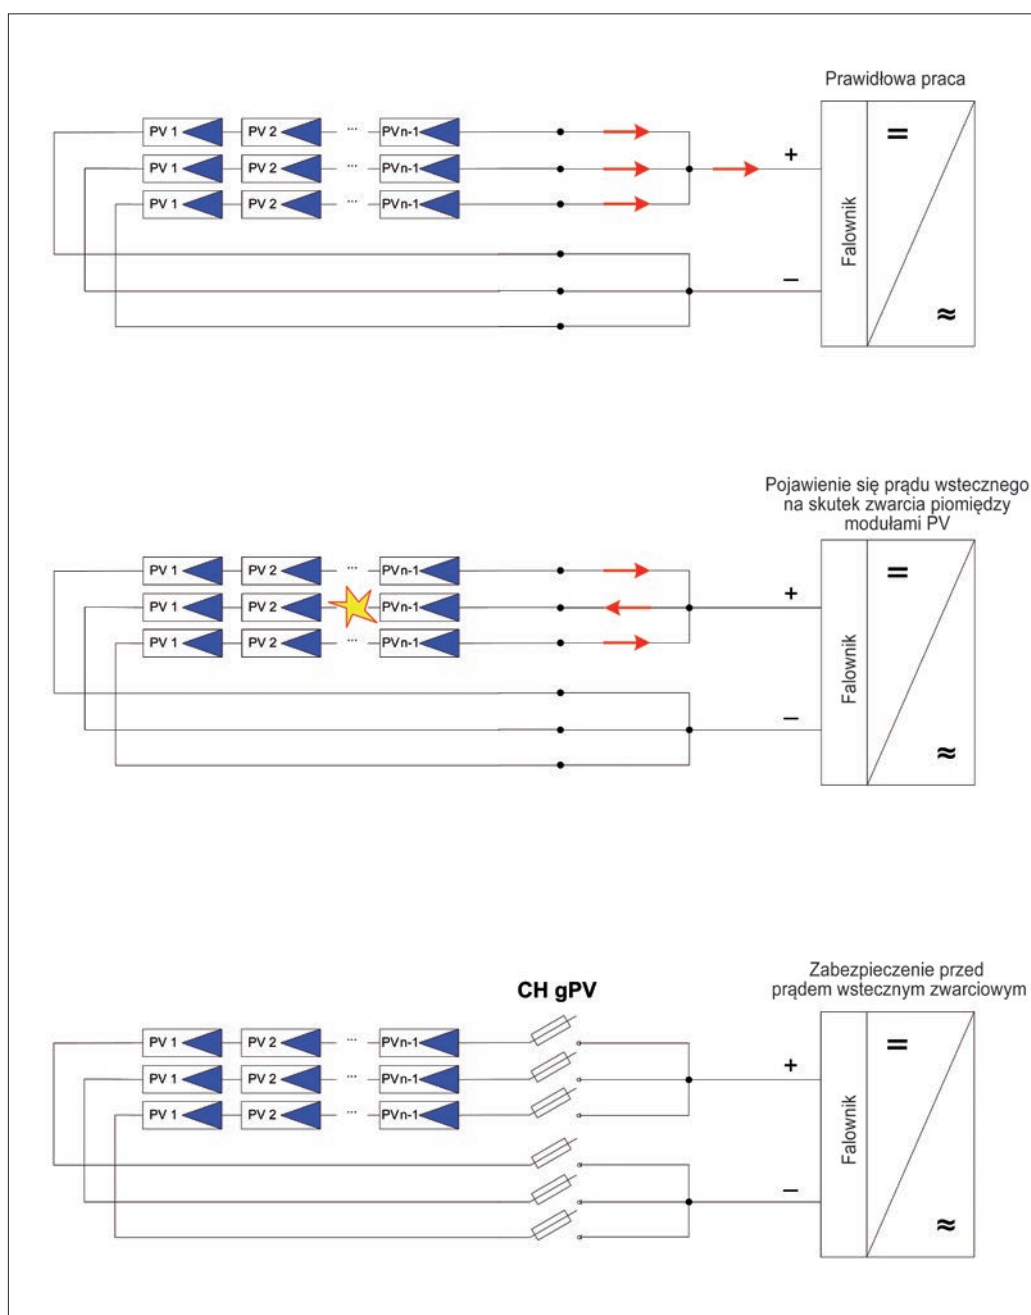 Prawidłowa praca
PV 1 PV 2 ... PVn-1
PV 1 PV 2 ... PVn-1
PV 1 PV 2 ... PVn-1
+
–
Falownik
=
≈
Pojawienie się prądu wstecznego
na skutek zwarcia piomiędzy
modułami PV
PV 1 PV 2 ... PVn-1
PV 1 PV 2 PVn-1
PV 1 PV 2 ... PVn-1
+
–
Falownik
=
≈
Zabezpieczenie przed
prądem wstecznym zwarciowym
CH gPV
PV 1 PV 2 ... PVn-1
PV 1 PV 2 ... PVn-1
PV 1 PV 2 ... PVn-1
+
–
Falownik
=
≈